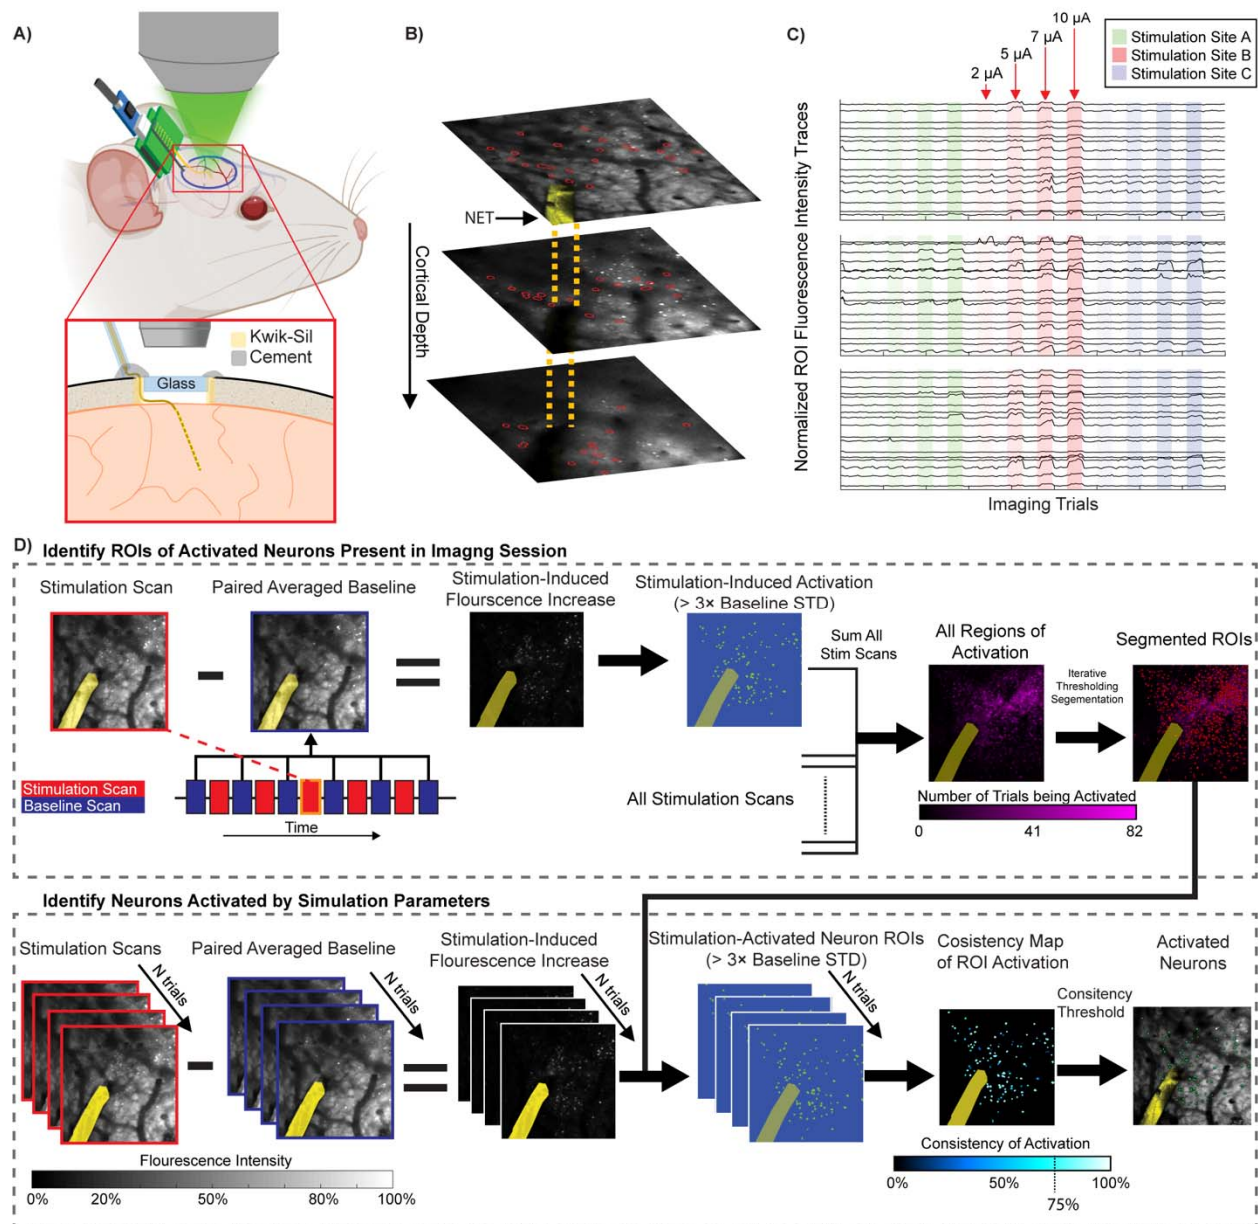 A)
Kwik-Sil
Cement
Glass
B)
NET
Cortical Depth
C)
2 µA
5 µA
7 µA
10 µA
Stimulation Site A
Stimulation Site B
Stimulation Site C
Normalized ROI Fluorescence Intensity Traces
Imaging Trials
D)
Identify ROIs of Activated Neurons Present in Imagng Session
Stimulation Scan
Paired Averaged Baseline
Stimulation-Induced
Flourscence Increase
Stimulation-Induced Activation
(> 3× Baseline STD)
Sum All
Stim Scans
All Regions of
Activation
Iterative
Thresholding
Segementation
Segmented ROIs
Stimulation Scan
Baseline Scan
Time
All Stimulation Scans
Number of Trials being Activated
0 41 82
Identify Neurons Activated by Simulation Parameters
Stimulation Scans
N trials
Paired Averaged Baseline
N trials
Stimulation-Induced
Flourescence Increase
N trials
Stimulation-Activated Neuron ROIs
(> 3× Baseline STD)
N trials
Cosistency Map
of ROI Activation
Consitency
Threshold
Activated
Neurons
Flourescence Intensity
0% 20% 50% 80% 100%
Consistency of Activation
0% 50% 100%
75%